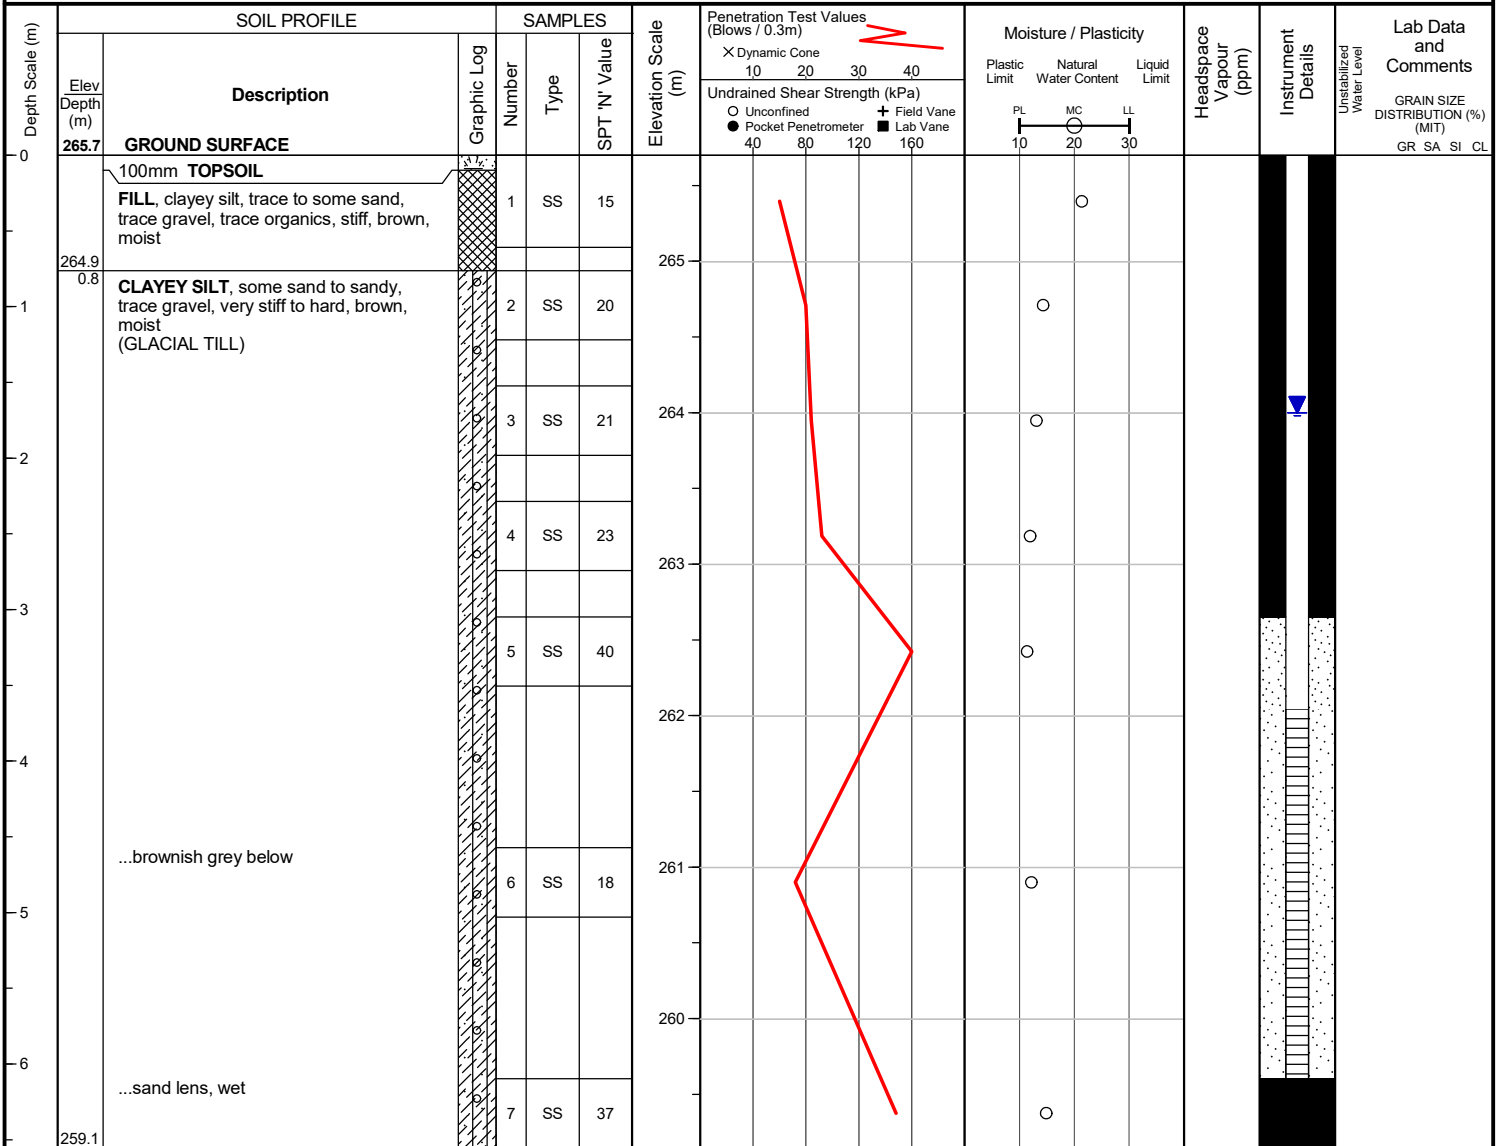 SOIL PROFILE
SAMPLES
Depth Scale (m)
Elev
Depth
(m)
Description
Graphic Log
Number
Type
SPT 'N' Value
Elevation Scale
(m)
Penetration Test Values
(Blows / 0.3m)
× Dynamic Cone
10 20 30 40
Undrained Shear Strength (kPa)
Unconfined + Field Vane
Pocket Penetrometer Lab Vane
40 80 120 160
Moisture / Plasticity
Plastic Limit
Natural Water Content
Liquid Limit
PL MC LL
10 20 30
Headspace
Vapour
(ppm)
Instrument
Details
Unstabilized
Water Level
Lab Data
and
Comments
GRAIN SIZE
DISTRIBUTION (%)
(MIT)
GR SA SI CL
265.7 GROUND SURFACE
0
100mm TOPSOIL
FILL, clayey silt, trace to some sand,
trace gravel, trace organics, stiff, brown,
moist
1 SS 15
264.9
0.8
265
CLAYEY SILT, some sand to sandy,
trace gravel, very stiff to hard, brown,
moist
(GLACIAL TILL)
1
2 SS 20
264
3 SS 21
2
4 SS 23
263
3
5 SS 40
262
4
...brownish grey below
261
6 SS 18
5
260
6
...sand lens, wet
7 SS 37
259.1